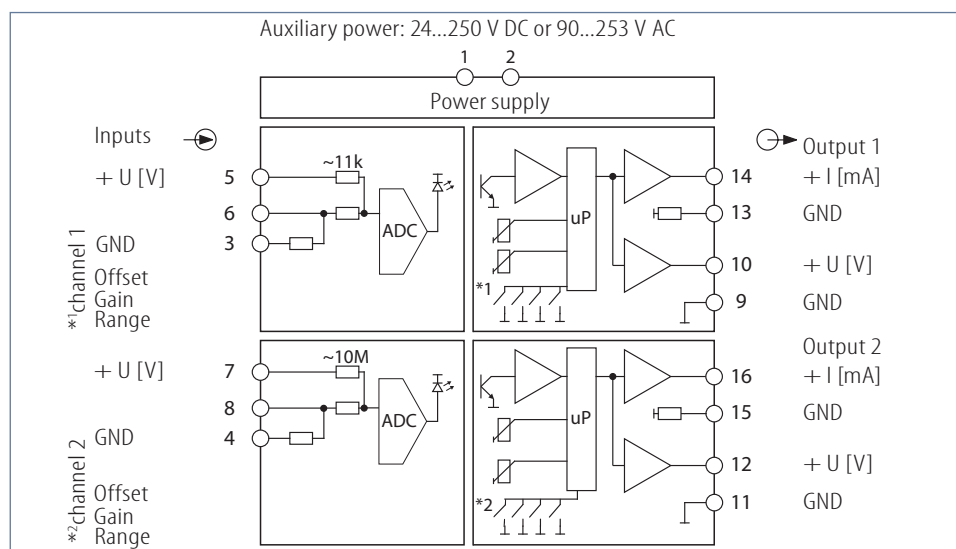 Auxiliary power: 24...250 V DC or 90...253 V AC
1 2
Power supply
Inputs
Output 1
~11k
+ U [V] 5
14 + I [mA]
6
ADC
uP
13 GND
3
GND
10 + U [V]
*1channel 1
Offset
Gain
Range
*1
9 GND
Output 2
~10M
+ U [V] 7
16 + I [mA]
8
ADC
uP
15 GND
GND 4
12 + U [V]
*2channel 2
Offset
Gain
Range
*2
11 GND